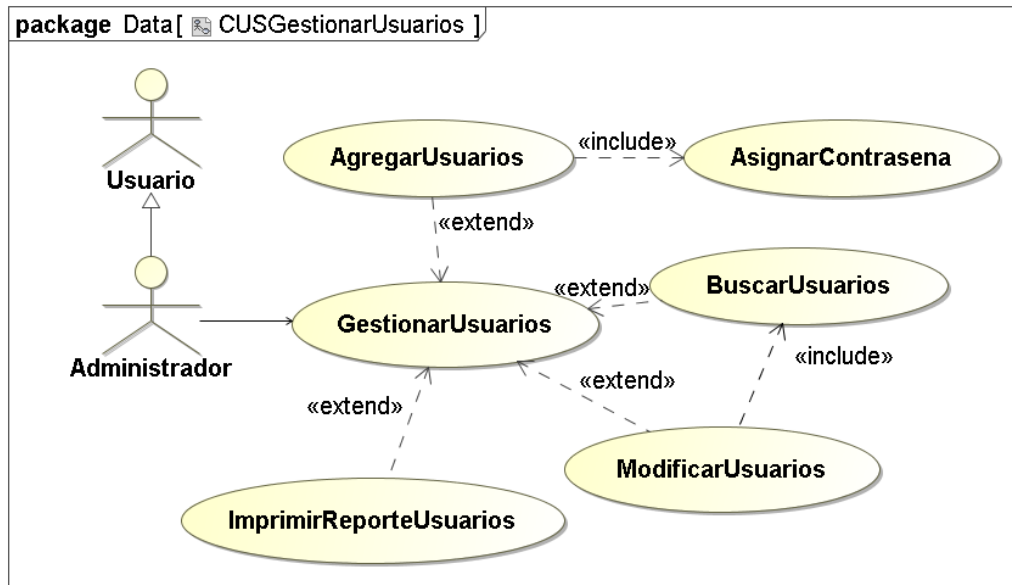 package Data[ CUSGestionarUsuarios ]
Usuario
AgregarUsuarios
«include»
AsignarContrasena
«extend»
Administrador
GestionarUsuarios
«extend»
BuscarUsuarios
«include»
«extend»
«extend»
ModificarUsuarios
ImprimirReporteUsuarios